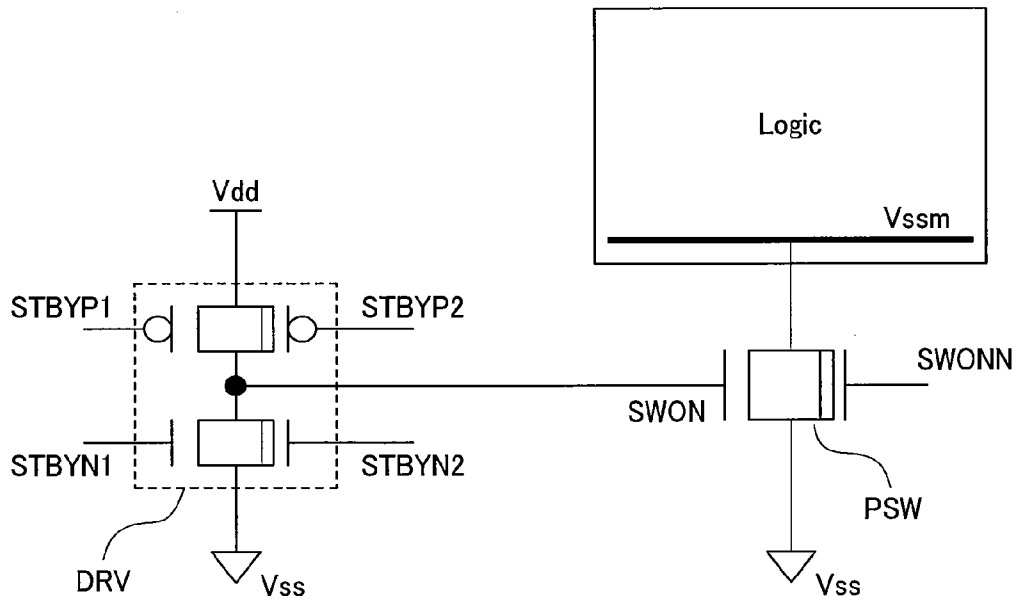 Logic
Vssm
Vdd
STBYP1
STBYP2
SWONN
SWON
STBYN1
STBYN2
PSW
DRV
Vss
Vss